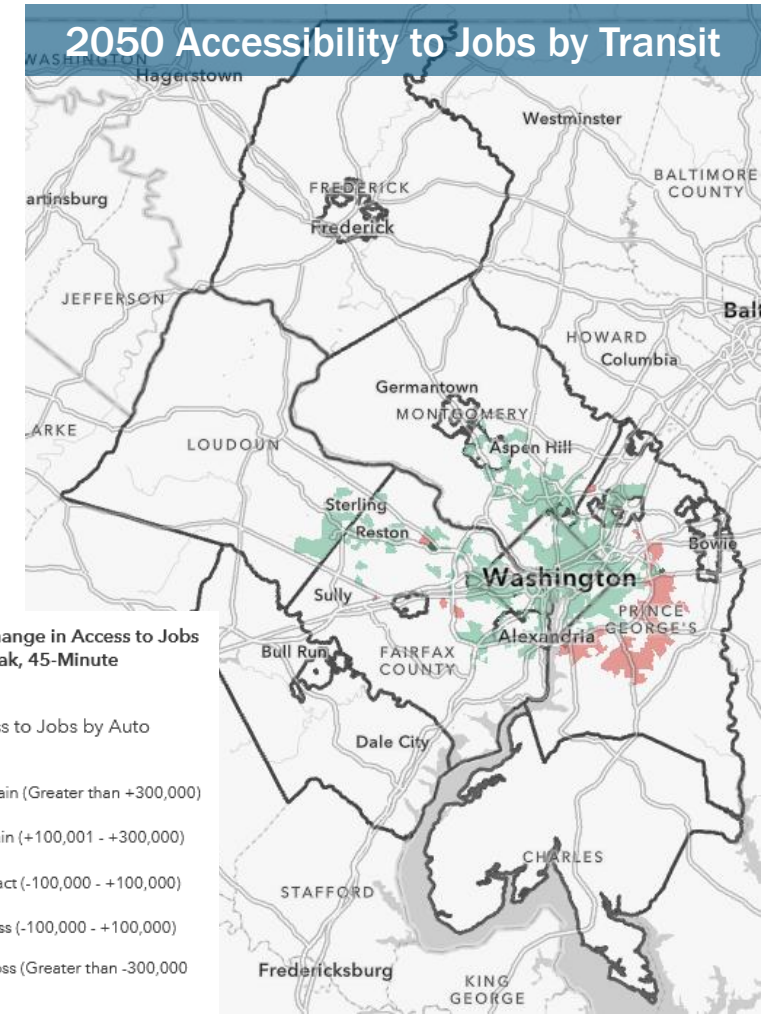 2050 Accessibility to Jobs by Transit
WASHINGTON
Hagerstown
Westminster
BALTIMORE
COUNTY
FREDERICK
artinsburg
Frederick
JEFFERSON
Balt
HOWARD
Columbia
Germantown
MONTGOMERY
ARKE
LOUDOUN
Aspen Hill
Sterling
Reston
Bowie
Washington
Sully
PRINCE
GEORGE'S
Alexandria
Bull Run
FAIRFAX
COUNTY
Dale City
CHARLES
STAFFORD
Fredericksburg
KING
GEORGE
ange in Access to Jobs
ak, 45-Minute
ss to Jobs by Auto
ain (Greater than +300,000)
in (+100,001 - +300,000)
act (-100,000 - +100,000)
ss (-100,000 - +100,000)
oss (Greater than -300,000